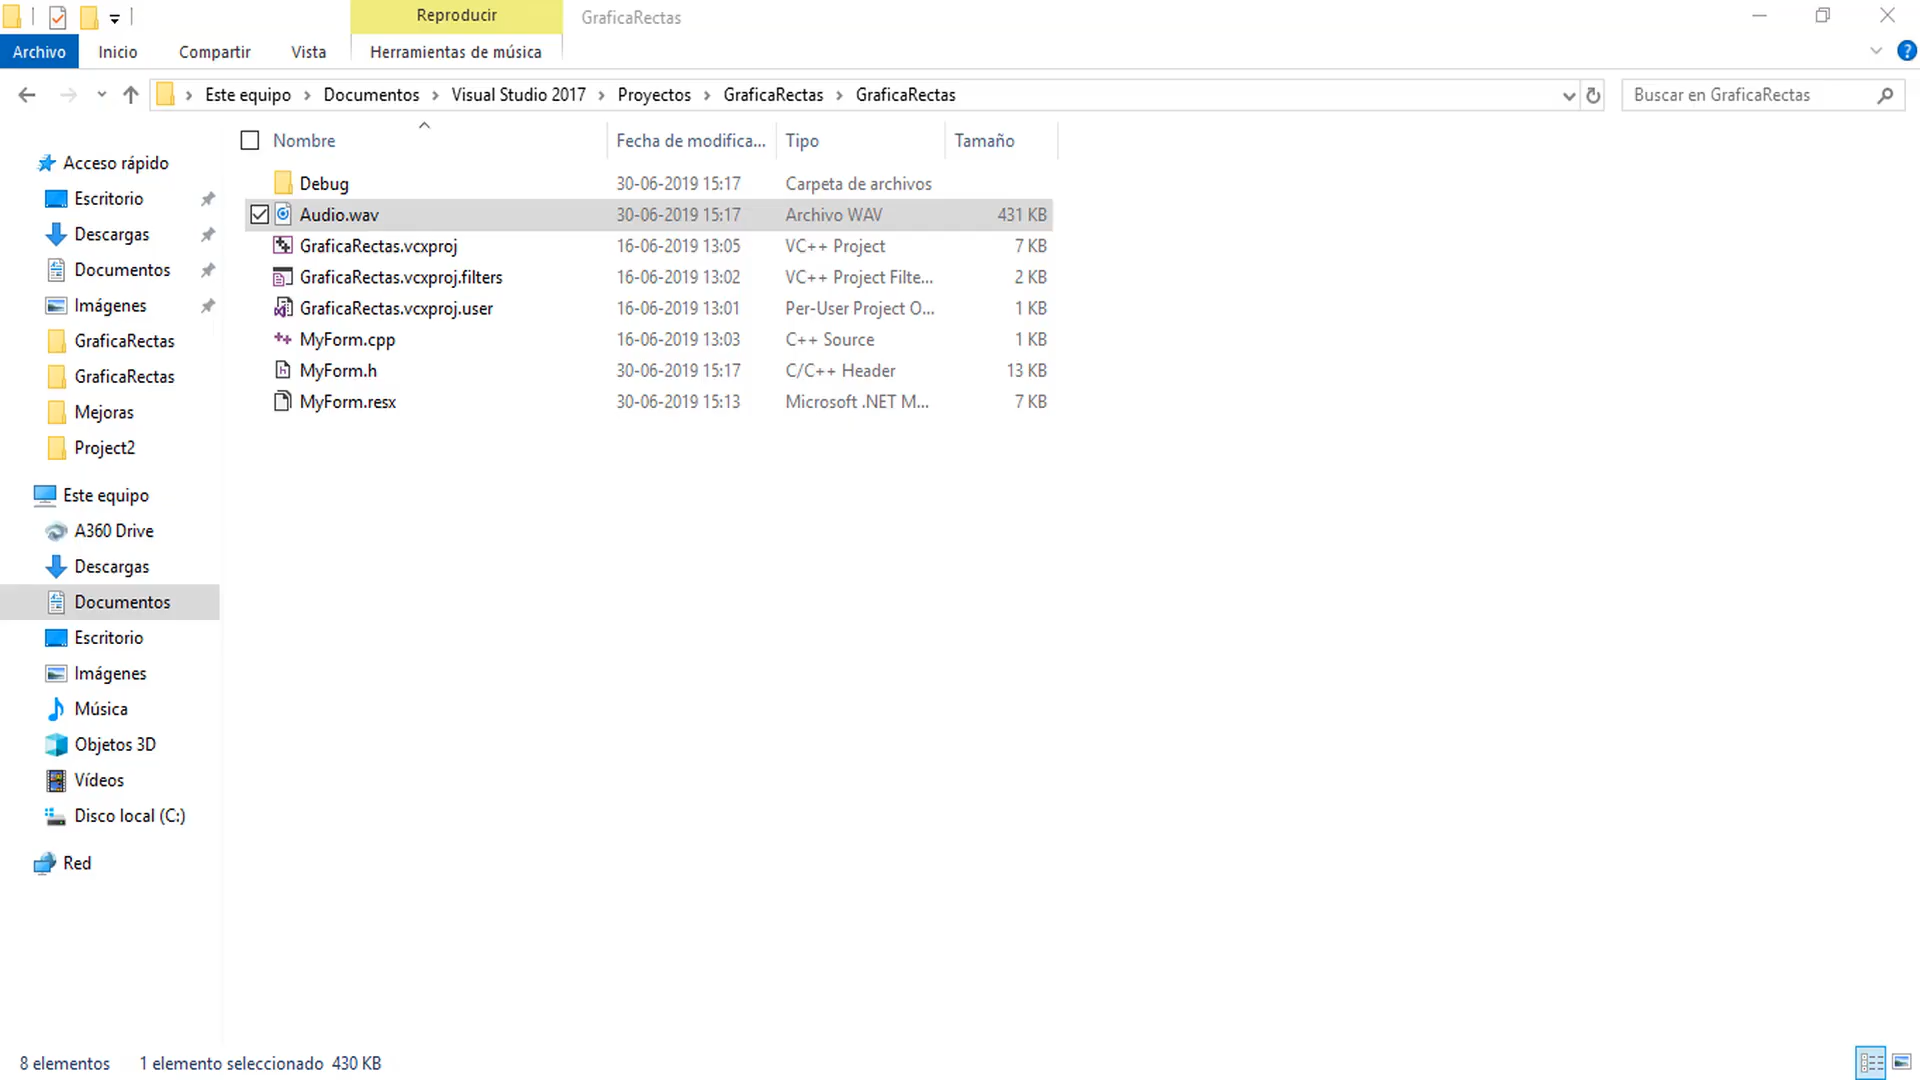 Reproducir
GraficaRectas
Archivo
Inicio
Compartir
Vista
Herramientas de música
?
Este equipo
Documentos
Visual Studio 2017
Proyectos
GraficaRectas
GraficaRectas
Buscar en GraficaRectas
Nombre
Fecha de modifica...
Tipo
Tamaño
Acceso rápido
Escritorio
Descargas
Documentos
Imágenes
GraficaRectas
GraficaRectas
Mejoras
Project2
Este equipo
A360 Drive
Descargas
Documentos
Escritorio
Imágenes
Música
Objetos 3D
Vídeos
Disco local (C:)
Red
Debug 30-06-2019 15:17 Carpeta de archivos
Audio.wav 30-06-2019 15:17 Archivo WAV 431 KB
GraficaRectas.vcxproj 16-06-2019 13:05 VC++ Project 7 KB
GraficaRectas.vcxproj.filters 16-06-2019 13:02 VC++ Project Filte... 2 KB
GraficaRectas.vcxproj.user 16-06-2019 13:01 Per-User Project O... 1 KB
MyForm.cpp 16-06-2019 13:03 C++ Source 1 KB
MyForm.h 30-06-2019 15:17 C/C++ Header 13 KB
MyForm.resx 30-06-2019 15:13 Microsoft .NET M... 7 KB
8 elementos 1 elemento seleccionado 430 KB